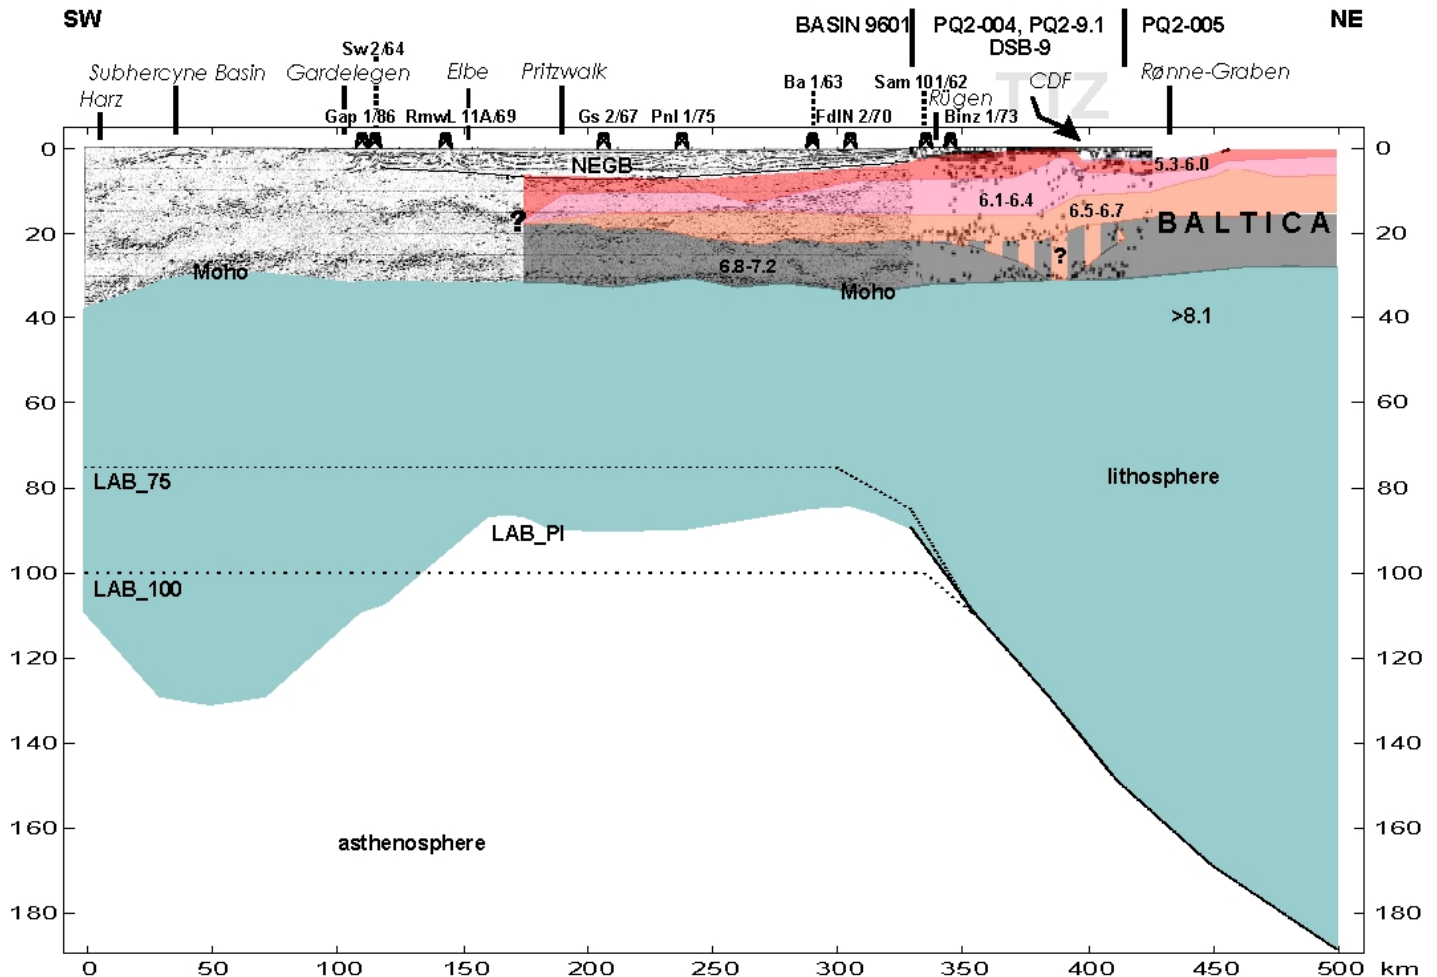 SW
BASIN 9601
PQ2-004, PQ2-9.1
DSB-9
PQ2-005
NE
Sw2/64
Subhercyne Basin
Gardelegen
Elbe
Pritzwalk
Ba 1/63
Sam 101/62
TTZ
CDF
Rønne-Graben
Harz
Gap 1/86
RmwL 11A/69
Gs 2/67
Pnl 1/75
FdlN 2/70
Rügen
Binz 1/73
0
NEGB
5.3-6.0
0
6.1-6.4
?
6.5-6.7
BALTICA
20
20
?
Moho
6.8-7.2
Moho
40
>8.1
40
60
60
LAB_75
lithosphere
80
80
LAB_PI
100
LAB_100
100
120
120
140
140
160
asthenosphere
160
180
180
0 50 100 150 200 250 300 350 400 450 500 km